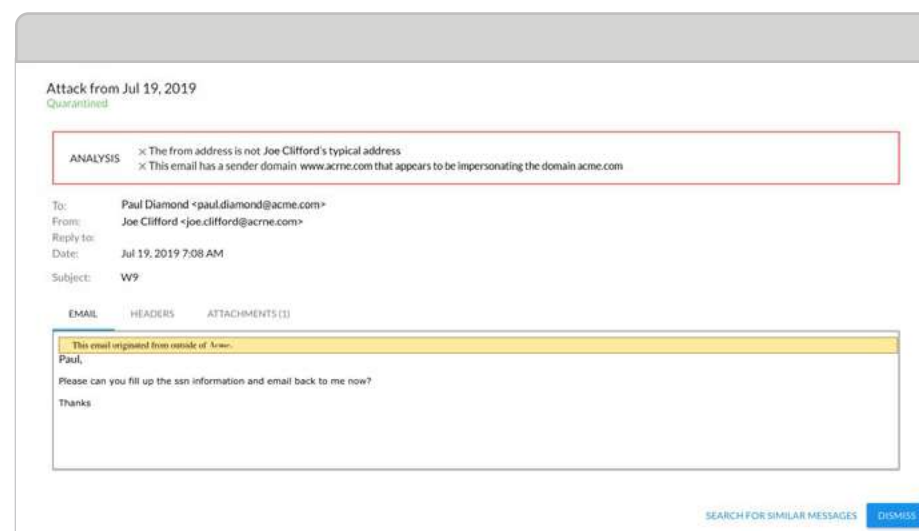 Attack from Jul 19, 2019
Quarantined
ANALYSIS
× The from address is not Joe Clifford's typical address
× This email has a sender domain www.acrne.com that appears to be impersonating the domain acme.com
To: Paul Diamond <paul.diamond@acme.com>
From: Joe Clifford <joe.clifford@acrne.com>
Reply to:
Date: Jul 19, 2019 7:08 AM
Subject: W9
EMAIL HEADERS ATTACHMENTS (1)
This email originated from outside of Acme.
Paul,
Please can you fill up the ssn information and email back to me now?
Thanks
SEARCH FOR SIMILAR MESSAGES DISMISS